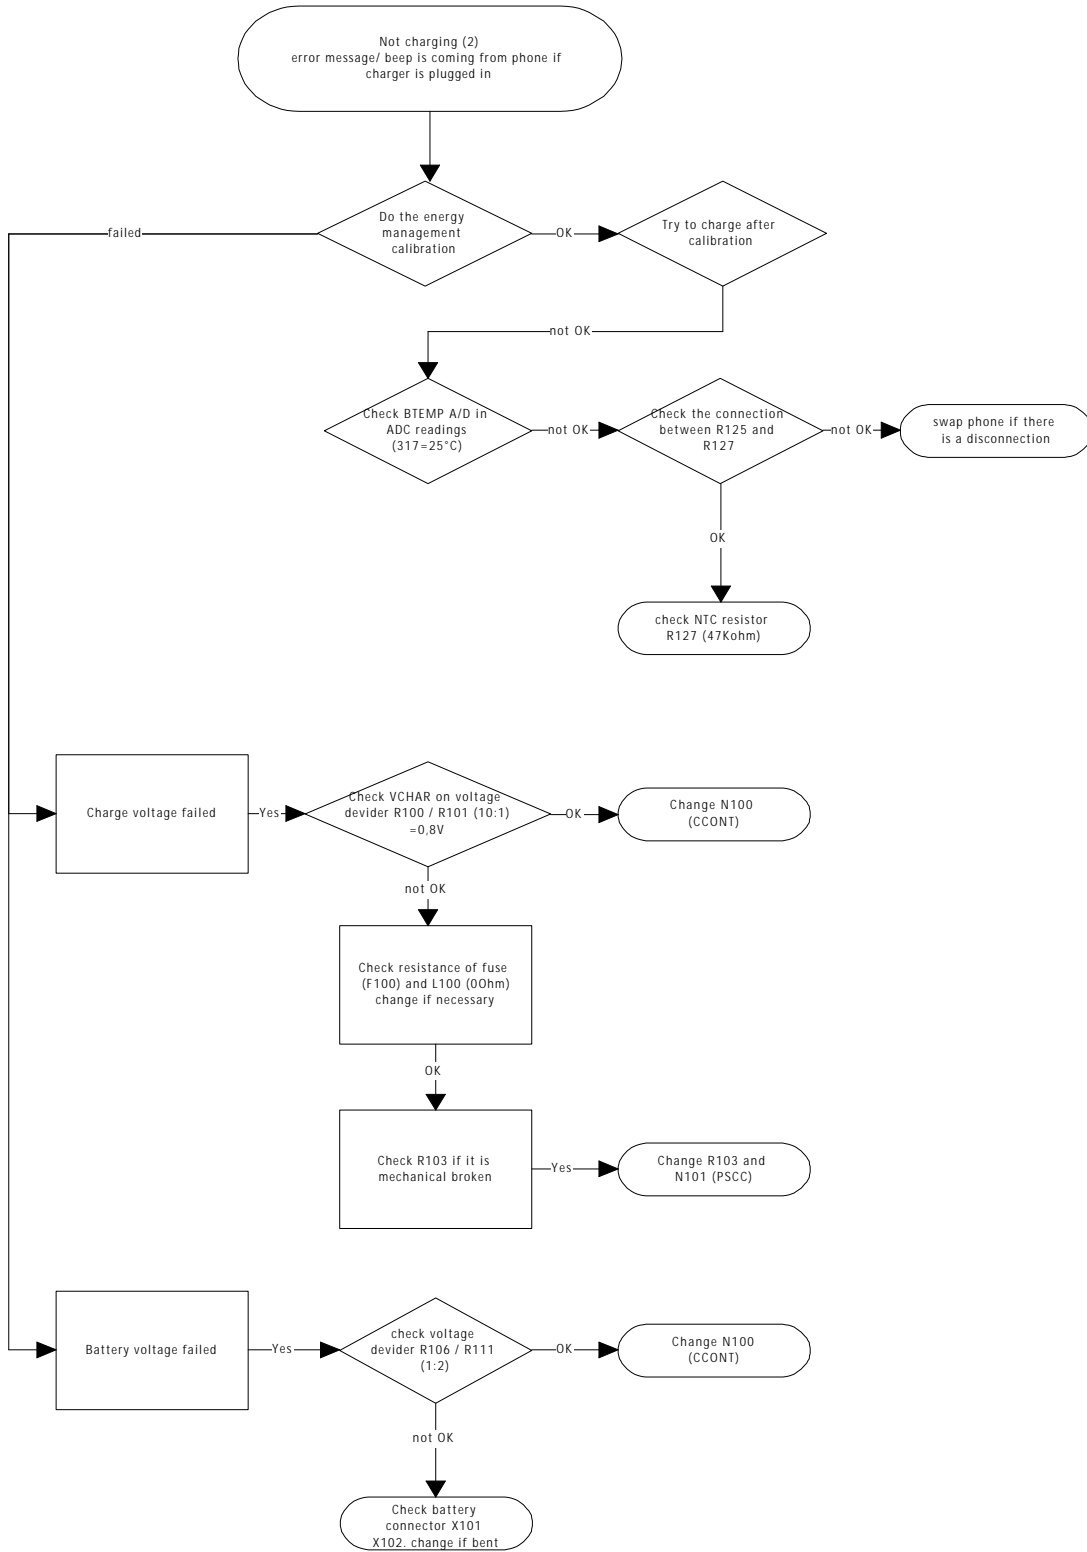 Not charging (2)
error message/ beep is coming from phone if
charger is plugged in
Do the energy
management
calibration
failed
OK
Try to charge after
calibration
not OK
Check BTEMP A/D in
ADC readings
(317=25°C)
not OK
Check the connection
between R125 and
R127
not OK
swap phone if there
is a disconnection
OK
check NTC resistor
R127 (47Kohm)
Charge voltage failed
Yes
Check VCHAR on voltage
devider R100 / R101 (10:1)
=0,8V
OK
Change N100
(CCONT)
not OK
Check resistance of fuse
(F100) and L100 (0Ohm)
change if necessary
OK
Check R103 if it is
mechanical broken
Yes
Change R103 and
N101 (PSCC)
Battery voltage failed
Yes
check voltage
devider R106 / R111
(1:2)
OK
Change N100
(CCONT)
not OK
Check battery
connector X101
X102. change if bent